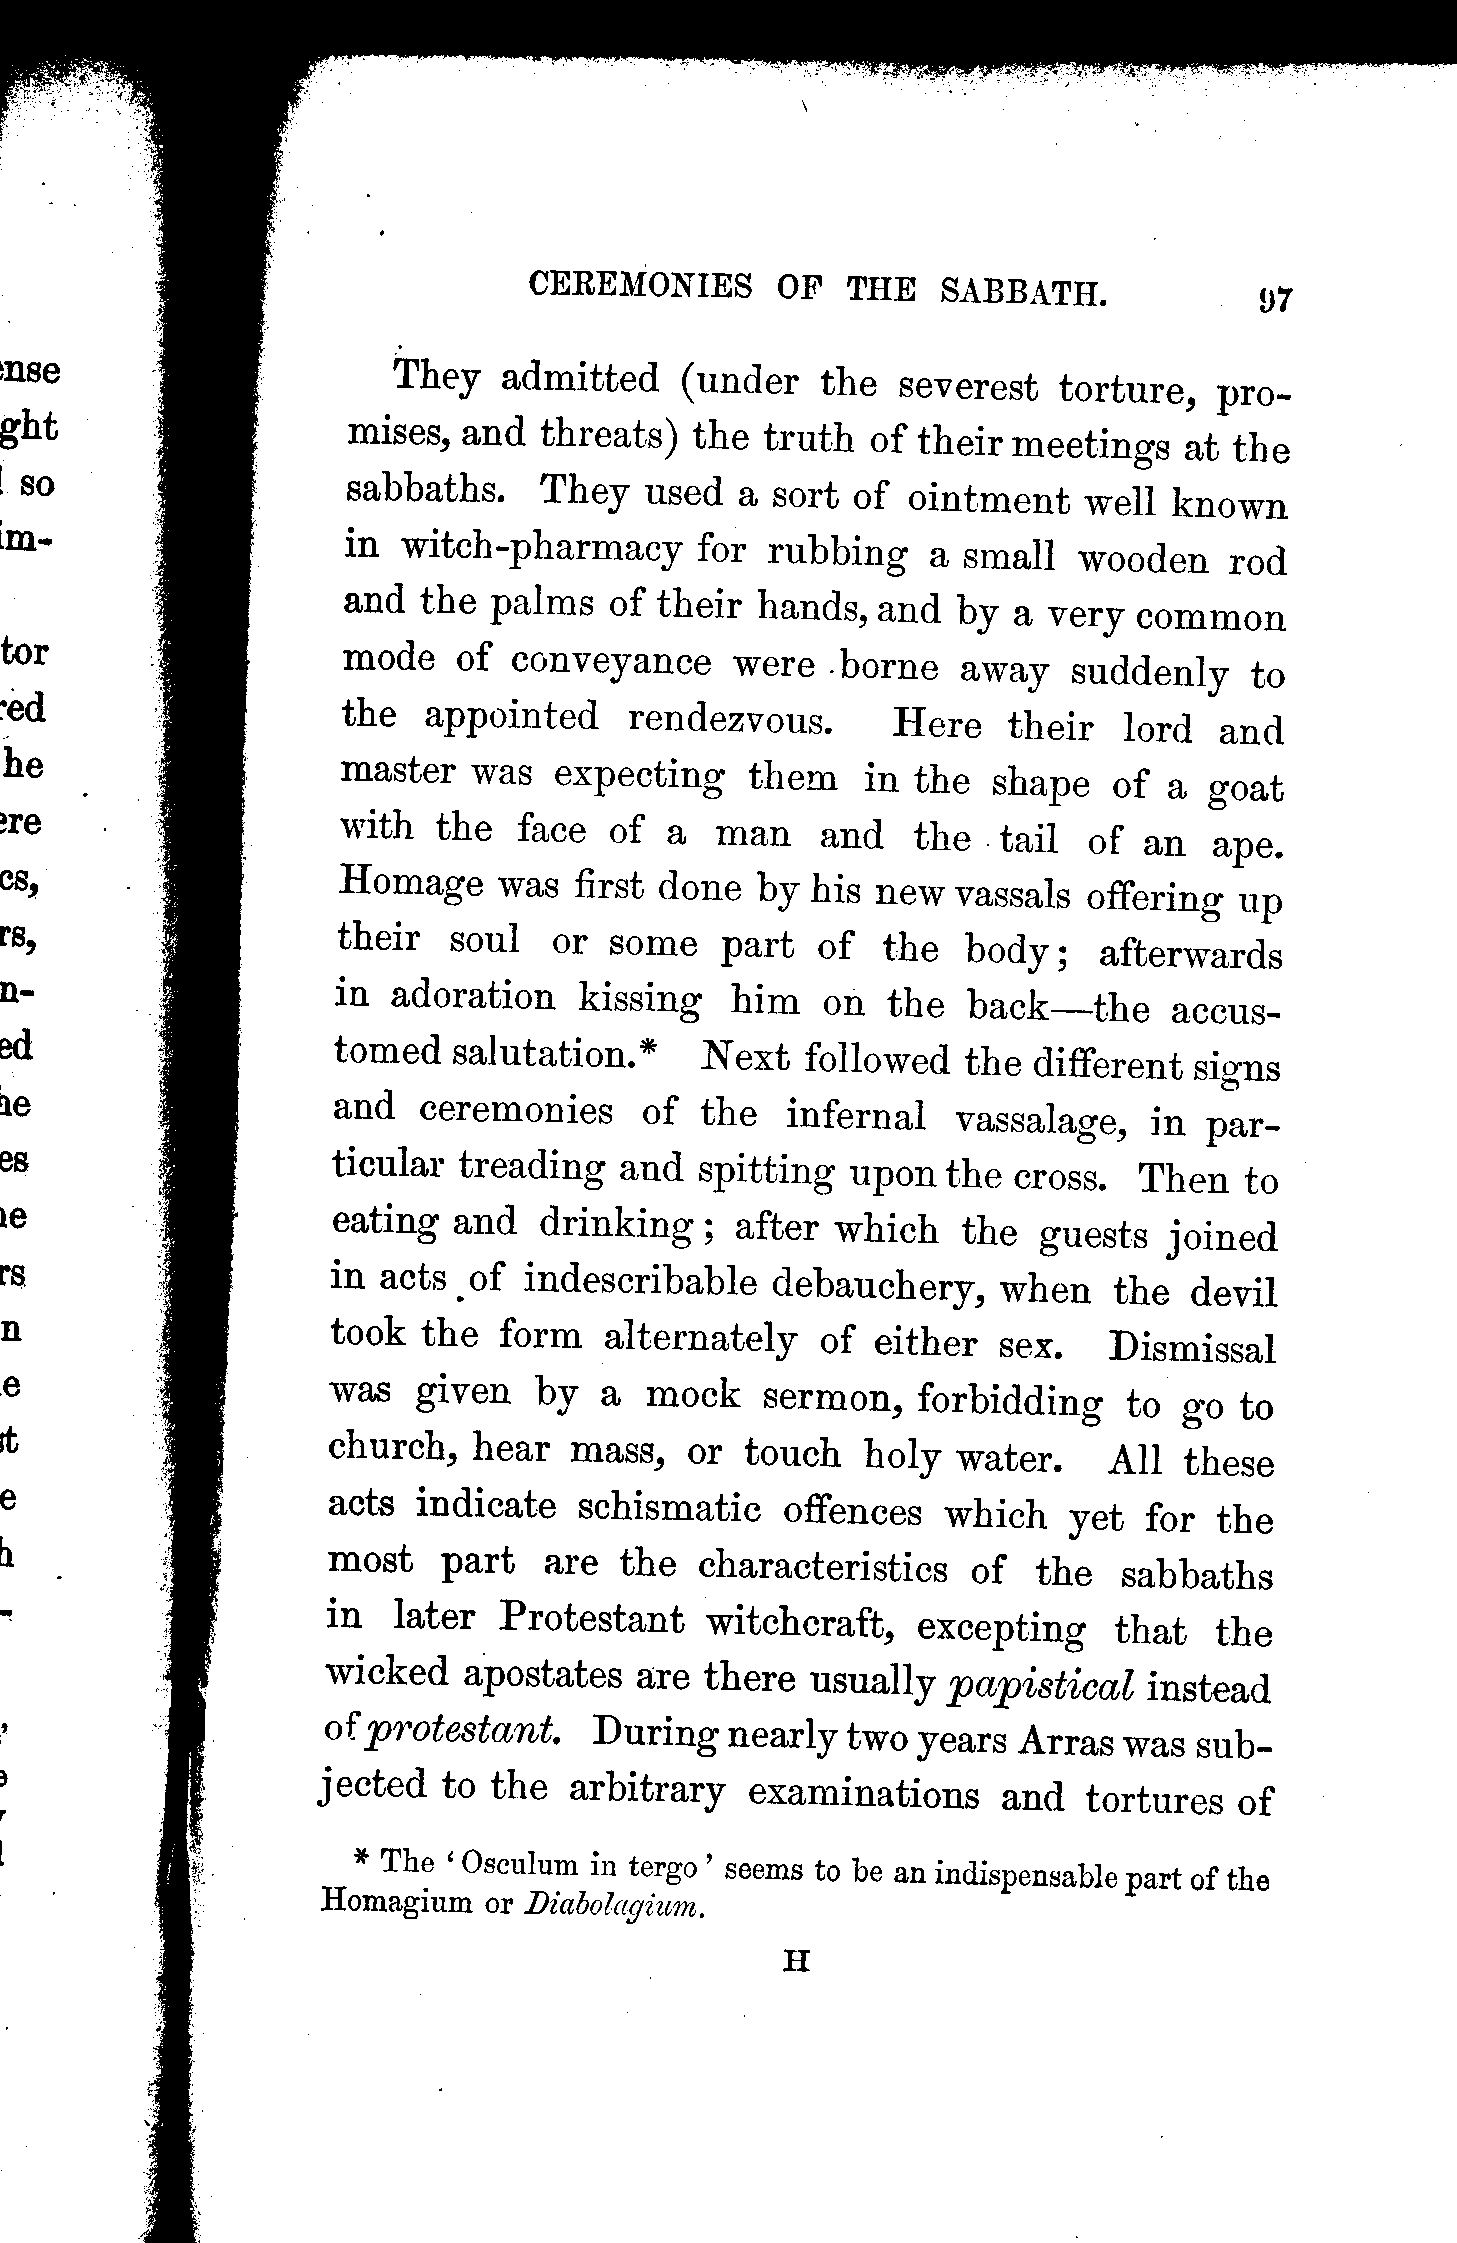 CEREMONIES OF THE SABBATH. 97
They admitted (under the severest torture, pro-
mises, and threats) the truth of their meetings at the
sabbaths. They used a sort of ointment well known
in witch-pharmacy for rubbing a small wooden rod
and the palms of their hands, and by a very common
mode of conveyance were borne away suddenly to
the appointed rendezvous. Here their lord and
master was expecting them in the shape of a goat
with the face of a man and the tail of an ape.
Homage was first done by his new vassals offering up
their soul or some part of the body; afterwards
in adoration kissing him on the back—the accus-
tomed salutation.* Next followed the different signs
and ceremonies of the infernal vassalage, in par-
ticular treading and spitting upon the cross. Then to
eating and drinking; after which the guests joined
in acts of indescribable debauchery, when the devil
took the form alternately of either sex. Dismissal
was given by a mock sermon, forbidding to go to
church, hear mass, or touch holy water. All these
acts indicate schismatic offences which yet for the
most part are the characteristics of the sabbaths
in later Protestant witchcraft, excepting that the
wicked apostates are there usually papistical instead
of protestant. During nearly two years Arras was sub-
jected to the arbitrary examinations and tortures of
* The 'Osculum in tergo' seems to be an indispensable part of the
Homagium or Diabolagium.
H